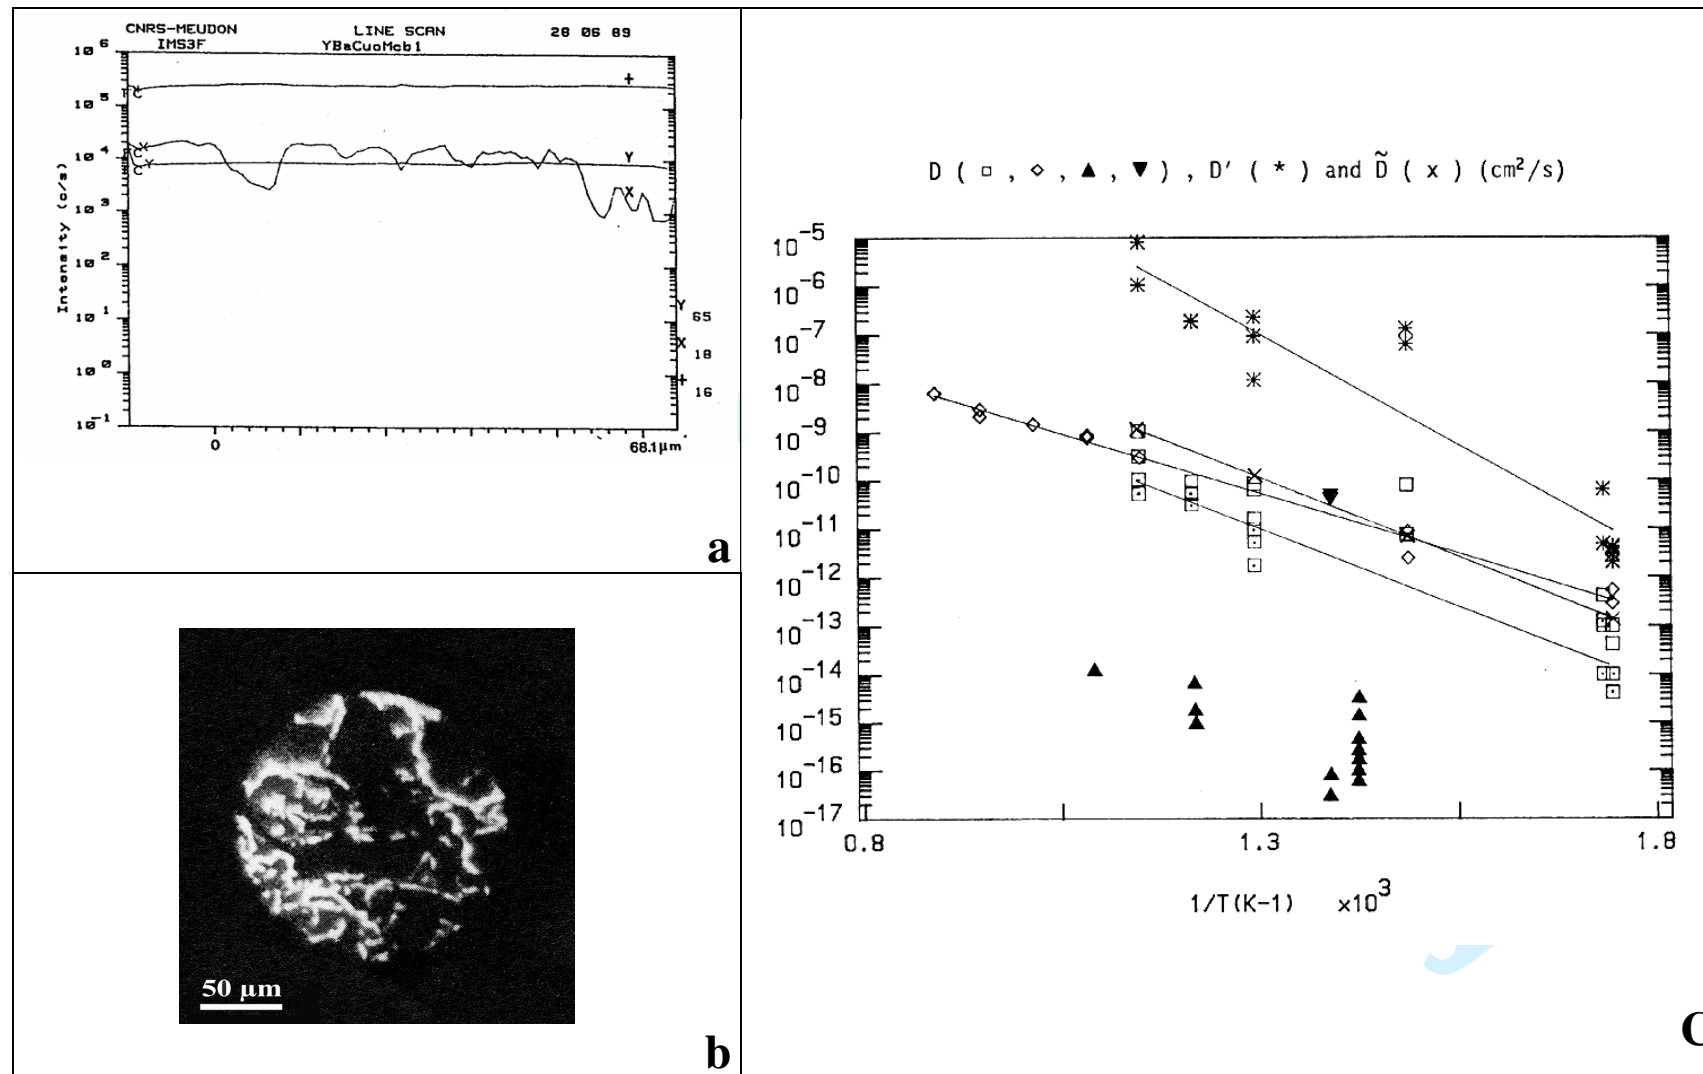 CNRS-MEUDON LINE SCAN 28 06 89
IMS3F YBaCuoMcb1
10 6
10 5
10 4
10 3
10 2
10 1
10 0
10 -1
Intensity (c/s)
+
Y
X
C
X
C
Y
C
Y 65
X 18
+ 16
0 68.1µm
a
50 µm
b
D ( □ , ◇ , ▲ , ▼ ) , D' ( * ) and D̃ ( x ) (cm²/s)
10⁻⁵
10⁻⁶
10⁻⁷
10⁻⁸
10⁻⁹
10⁻¹⁰
10⁻¹¹
10⁻¹²
10⁻¹³
10⁻¹⁴
10⁻¹⁵
10⁻¹⁶
10⁻¹⁷
0.8 1.3 1.8
1/T(K-1) x10³
C